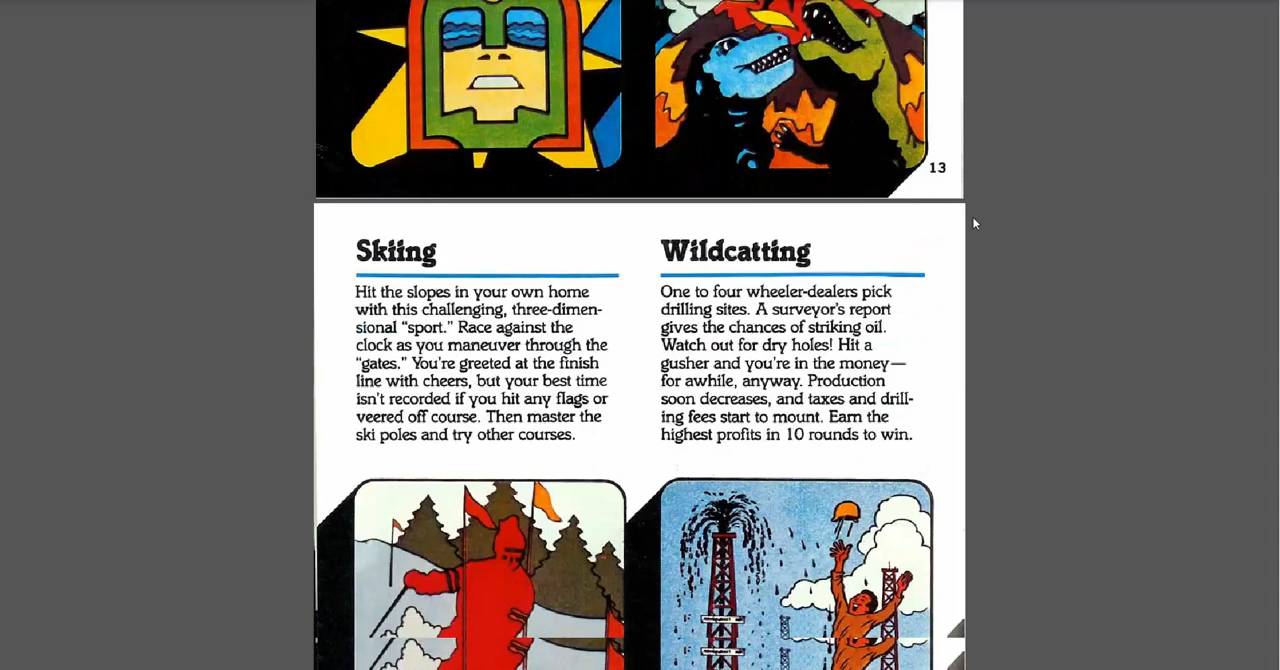 13
Skiing
Hit the slopes in your own home
with this challenging, three-dimen-
sional “sport.” Race against the
clock as you maneuver through the
“gates.” You’re greeted at the finish
line with cheers, but your best time
isn’t recorded if you hit any flags or
veered off course. Then master the
ski poles and try other courses.
Wildcatting
One to four wheeler-dealers pick
drilling sites. A surveyor’s report
gives the chances of striking oil.
Watch out for dry holes! Hit a
gusher and you’re in the money—
for awhile, anyway. Production
soon decreases, and taxes and drill-
ing fees start to mount. Earn the
highest profits in 10 rounds to win.